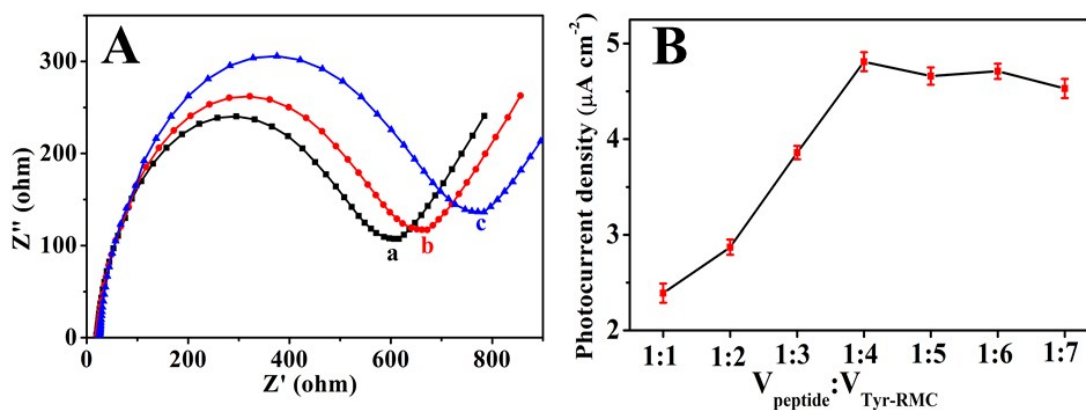 A
300
200
100
0
Z'' (ohm)
a
b
c
0 200 400 600 800
Z' (ohm)
B
5
4
3
2
Photocurrent density (μA cm-2)
1:1 1:2 1:3 1:4 1:5 1:6 1:7
Vpeptide:VTyr-RMC